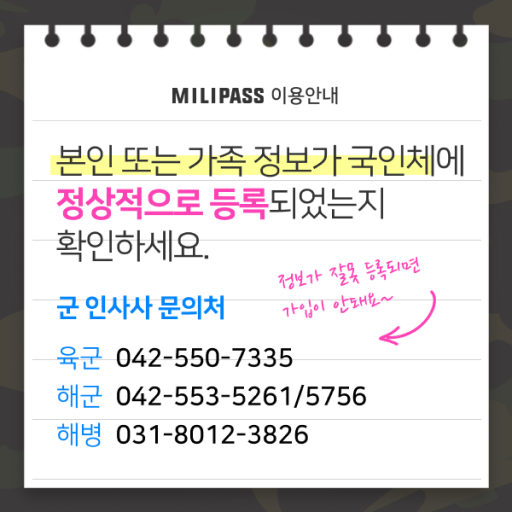 MILIPASS 이용안내
본인 또는 가족 정보가 국인체에
정상적으로 등록되었는지
확인하세요.
정보가 잘못 등록되면
가입이 안돼요~
군 인사사 문의처
육군 042-550-7335
해군 042-553-5261/5756
해병 031-8012-3826